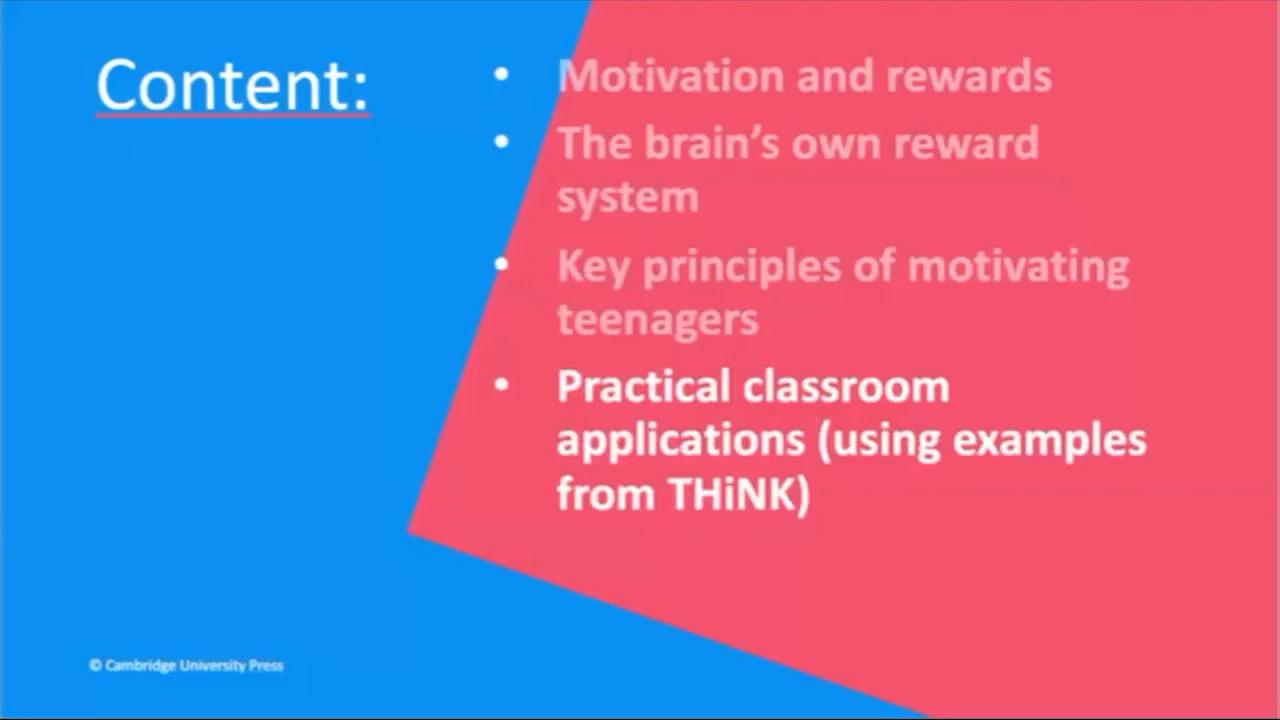 Content:
• Motivation and rewards
• The brain’s own reward
system
• Key principles of motivating
teenagers
• Practical classroom
applications (using examples
from THiNK)
© Cambridge University Press